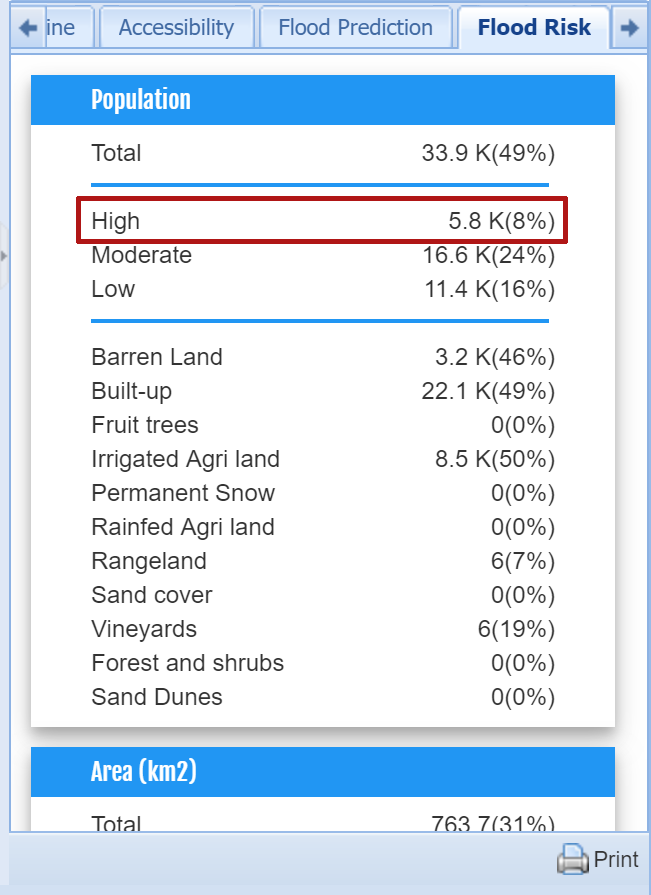 ine Accessibility Flood Prediction Flood Risk
Population
Total 33.9 K(49%)
High 5.8 K(8%)
Moderate 16.6 K(24%)
Low 11.4 K(16%)
Barren Land 3.2 K(46%)
Built-up 22.1 K(49%)
Fruit trees 0(0%)
Irrigated Agri land 8.5 K(50%)
Permanent Snow 0(0%)
Rainfed Agri land 0(0%)
Rangeland 6(7%)
Sand cover 0(0%)
Vineyards 6(19%)
Forest and shrubs 0(0%)
Sand Dunes 0(0%)
Area (km2)
Total 763.7(31%)
Print